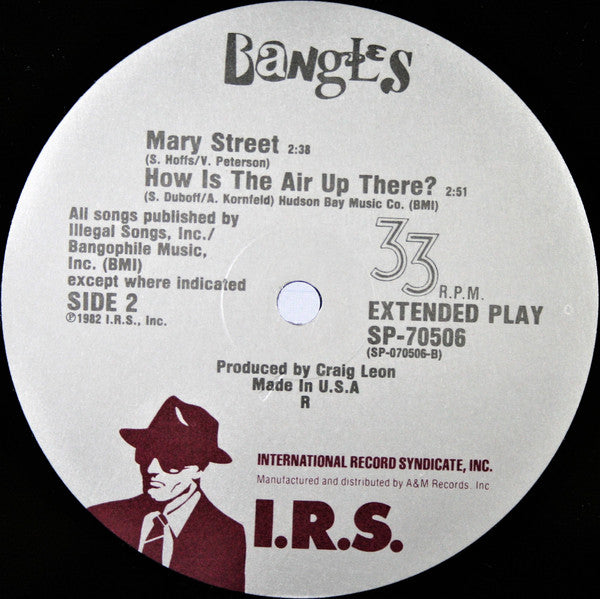 BANGLES
Mary Street 2:38
(S. Hoffs/V. Peterson)
How Is The Air Up There? 2:51
(S. Duboff/A. Kornfeld) Hudson Bay Music Co. (BMI)
All songs published by
Illegal Songs, Inc./
Bangophile Music,
Inc. (BMI)
except where indicated
SIDE 2
℗1982 I.R.S., Inc.
33 R.P.M.
EXTENDED PLAY
SP-70506
(SP-070506-B)
Produced by Craig Leon
Made In U.S.A
R
INTERNATIONAL RECORD SYNDICATE, INC.
Manufactured and distributed by A&M Records. Inc
I.R.S.